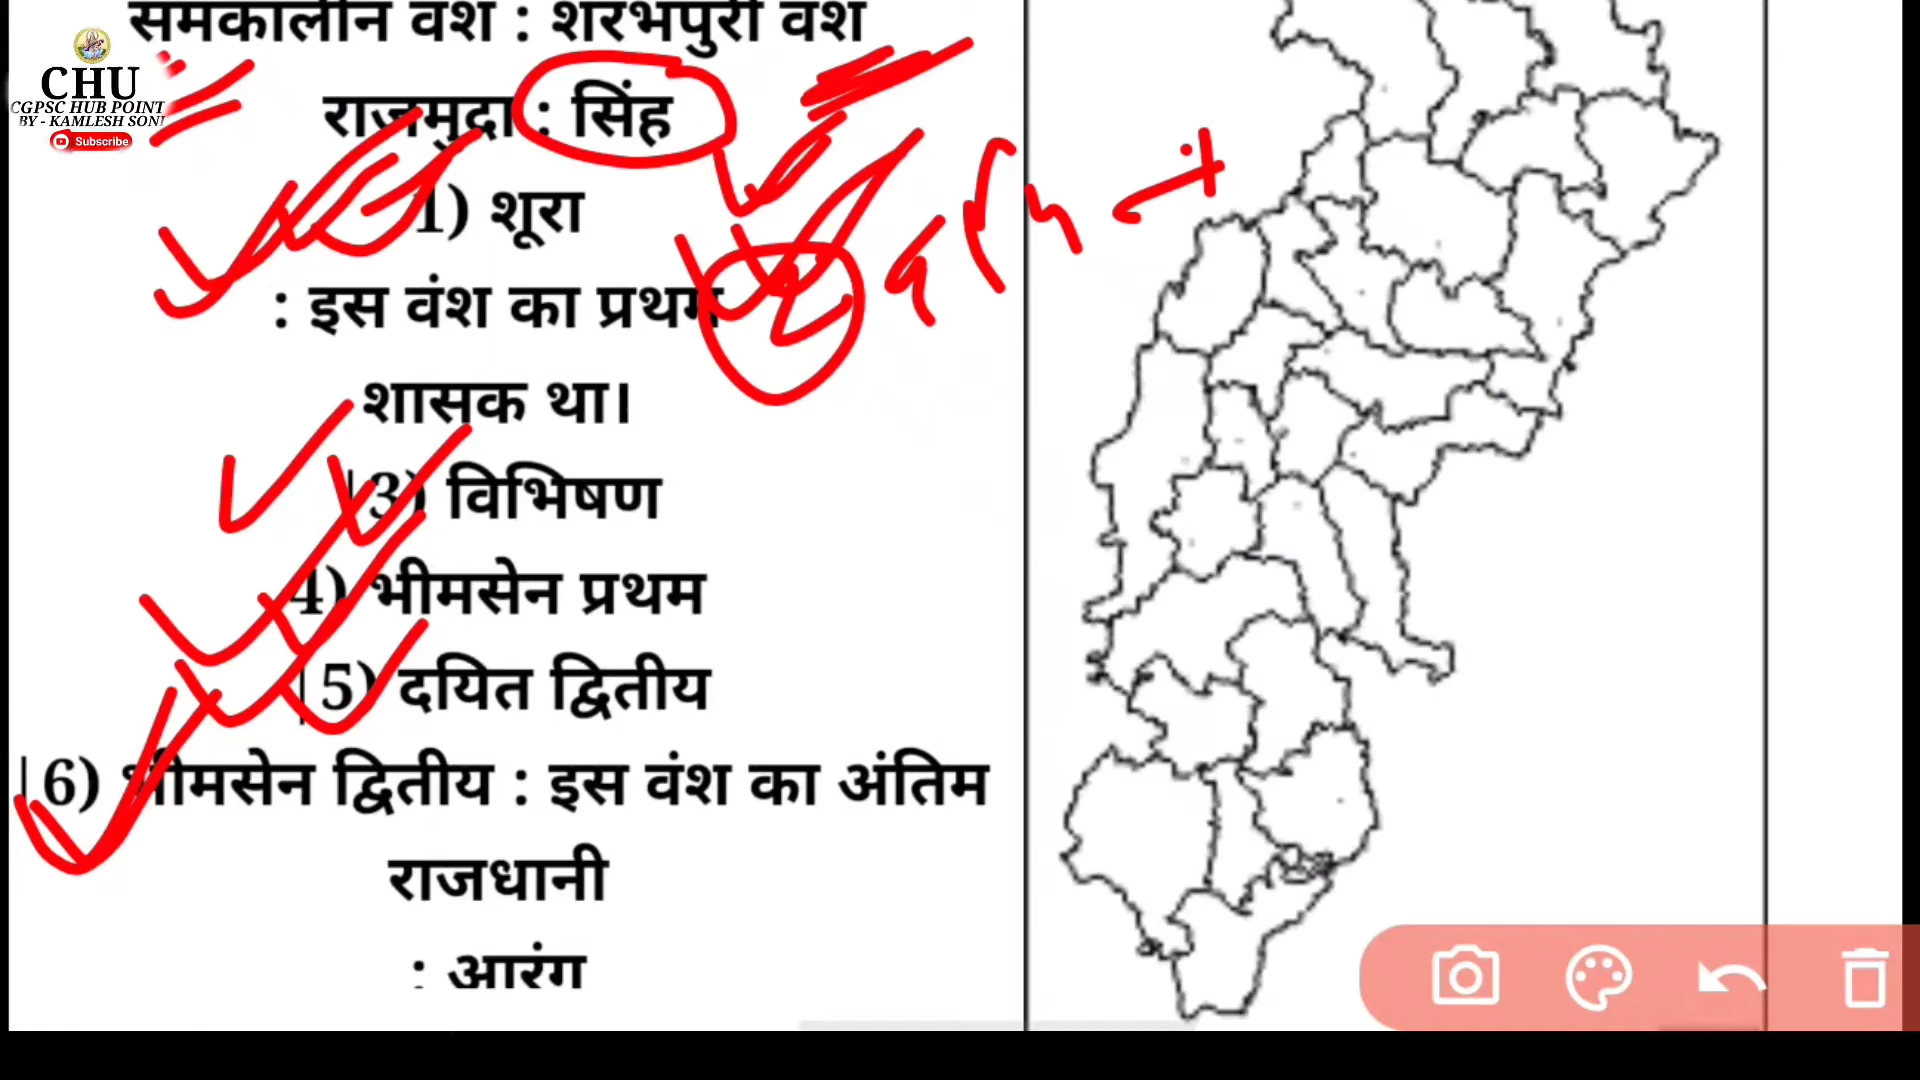 समकालीन वंश : शरभपुरी वंश
CHU
CGPSC HUB POINT
BY - KAMLESH SONI
Subscribe
राजमुद्रा : सिंह
1) शूरा
: इस वंश का प्रथम
शासक था।
|3) विभिषण
4) भीमसेन प्रथम
|5) दयित द्वितीय
|6) भीमसेन द्वितीय : इस वंश का अंतिम
राजधानी
: आरंग